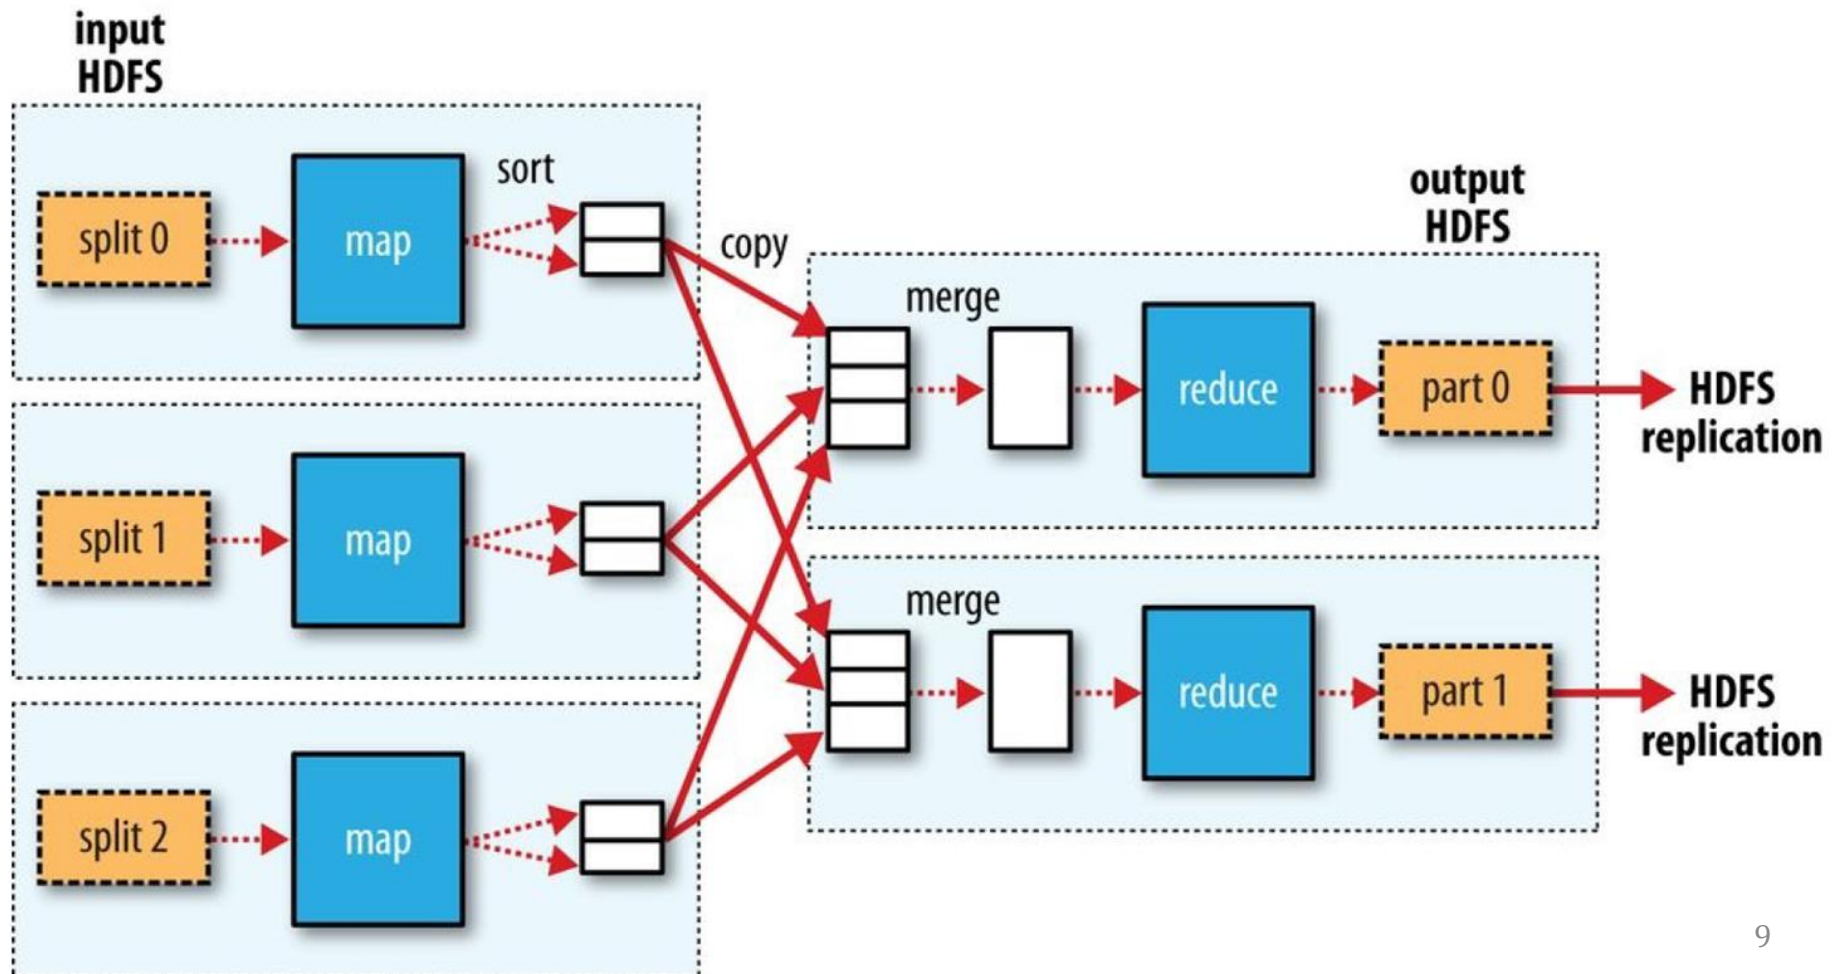 input
HDFS
split 0
map
sort
copy
split 1
map
split 2
map
output
HDFS
merge
reduce
part 0
HDFS
replication
merge
reduce
part 1
HDFS
replication
9